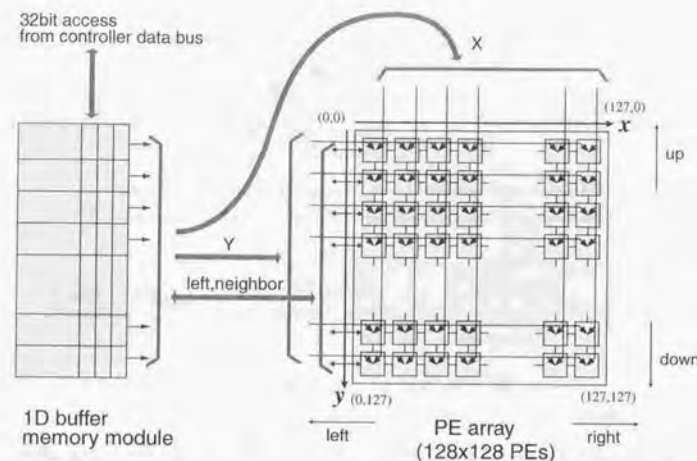 32bit access
from controller data bus
X
(127,0)
(0,0)
x
up
Y
left,neighbor
down
y
(0,127)
(127,127)
1D buffer
memory module
left
PE array
(128x128 PEs)
right